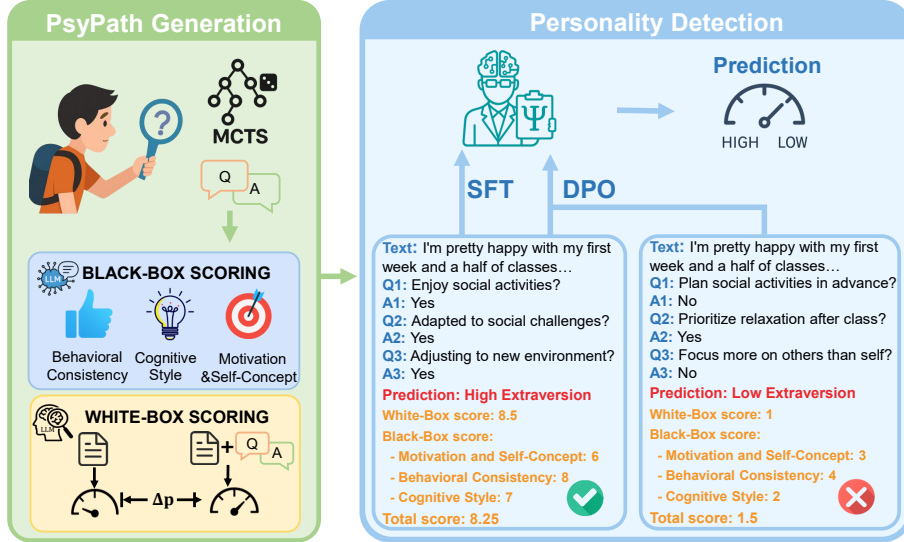 PsyPath Generation
?
MCTS
Q
A
LLM
BLACK-BOX SCORING
Behavioral
Consistency
Cognitive
Style
Motivation
&Self-Concept
LLM
WHITE-BOX SCORING
+
Q
A
Δp
Personality Detection
Ψ
Prediction
HIGH LOW
SFT
DPO
Text: I'm pretty happy with my first
week and a half of classes…
Q1: Enjoy social activities?
A1: Yes
Q2: Adapted to social challenges?
A2: Yes
Q3: Adjusting to new environment?
A3: Yes
Prediction: High Extraversion
White-Box score: 8.5
Black-Box score:
- Motivation and Self-Concept: 6
- Behavioral Consistency: 8
- Cognitive Style: 7
Total score: 8.25
Text: I'm pretty happy with my first
week and a half of classes…
Q1: Plan social activities in advance?
A1: No
Q2: Prioritize relaxation after class?
A2: Yes
Q3: Focus more on others than self?
A3: No
Prediction: Low Extraversion
White-Box score: 1
Black-Box score:
- Motivation and Self-Concept: 3
- Behavioral Consistency: 4
- Cognitive Style: 2
Total score: 1.5